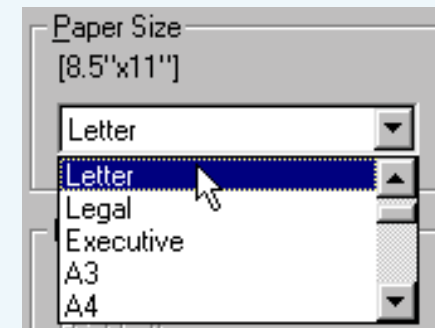 Paper Size
[8.5"x11"]
Letter
Letter
Legal
Executive
A3
A4